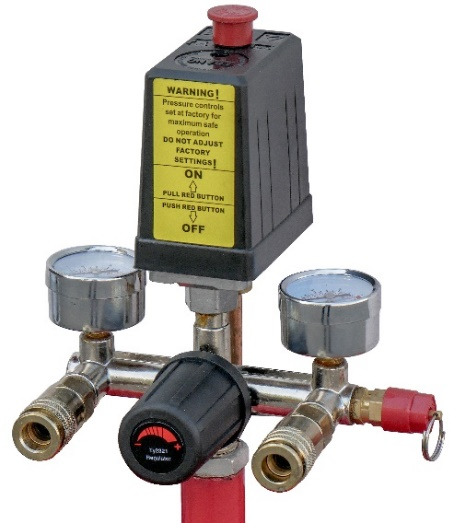 WARNING!
Pressure controls
set at factory for
maximum safe
operation
DO NOT ADJUST
FACTORY
SETTINGS!
ON
PULL RED BUTTON
PUSH RED BUTTON
OFF
- +